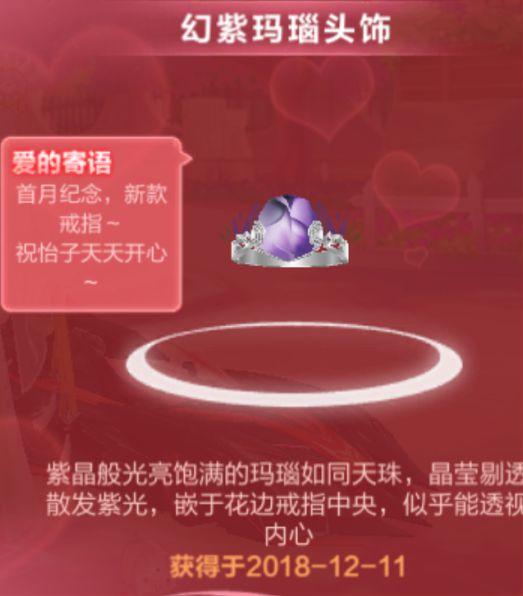 幻紫玛瑙头饰
爱的寄语
首月纪念，新款
戒指~
祝怡子天天开心
~
紫晶般光亮饱满的玛瑙如同天珠，晶莹剔透
散发紫光，嵌于花边戒指中央，似乎能透视
内心
获得于2018-12-11